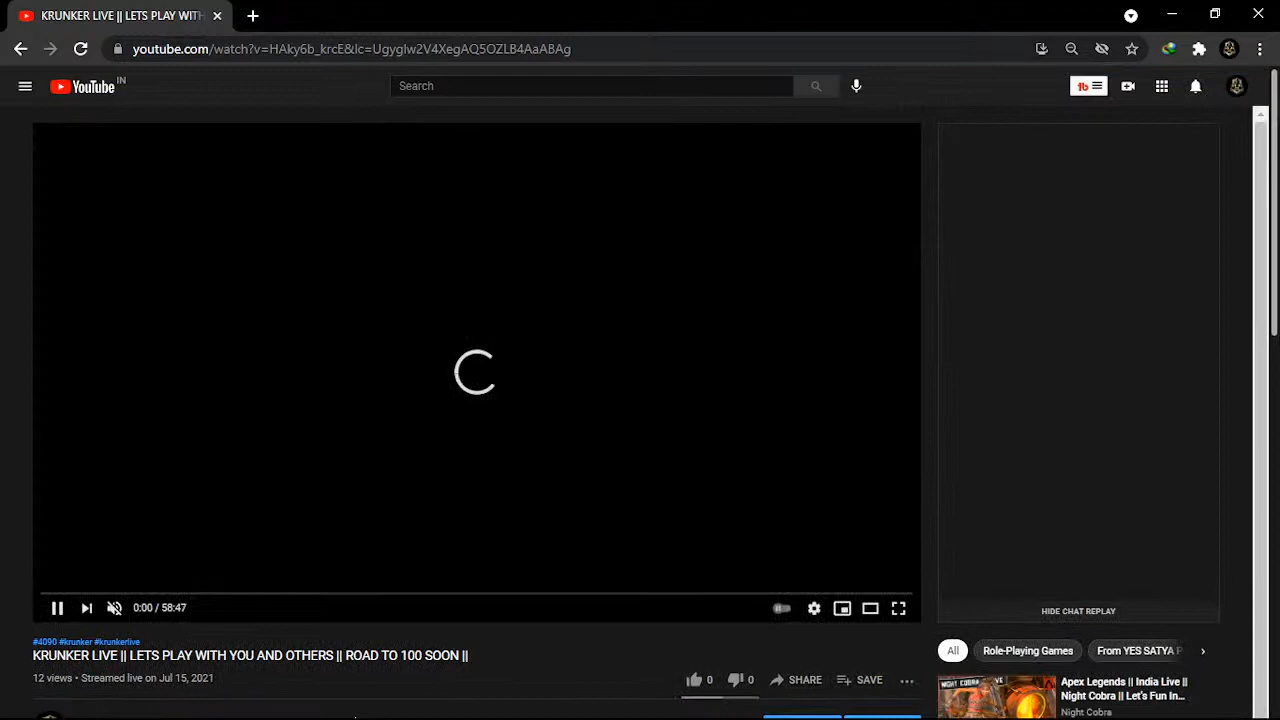 KRUNKER LIVE || LETS PLAY WITH
youtube.com/watch?v=HAky6b_krcE&lc=Ugyglw2V4XegAQ5OZLB4AaABAg
YouTube IN
Search
tb
0:00 / 58:47
HIDE CHAT REPLAY
#4090 #krunker #krunkerlive
KRUNKER LIVE || LETS PLAY WITH YOU AND OTHERS || ROAD TO 100 SOON ||
12 views • Streamed live on Jul 15, 2021
0
0
SHARE
SAVE
All
Role-Playing Games
From YES SATYA P
NIGHT COBRA LIVE
Apex Legends || India Live ||
Night Cobra || Let's Fun In...
Night Cobra